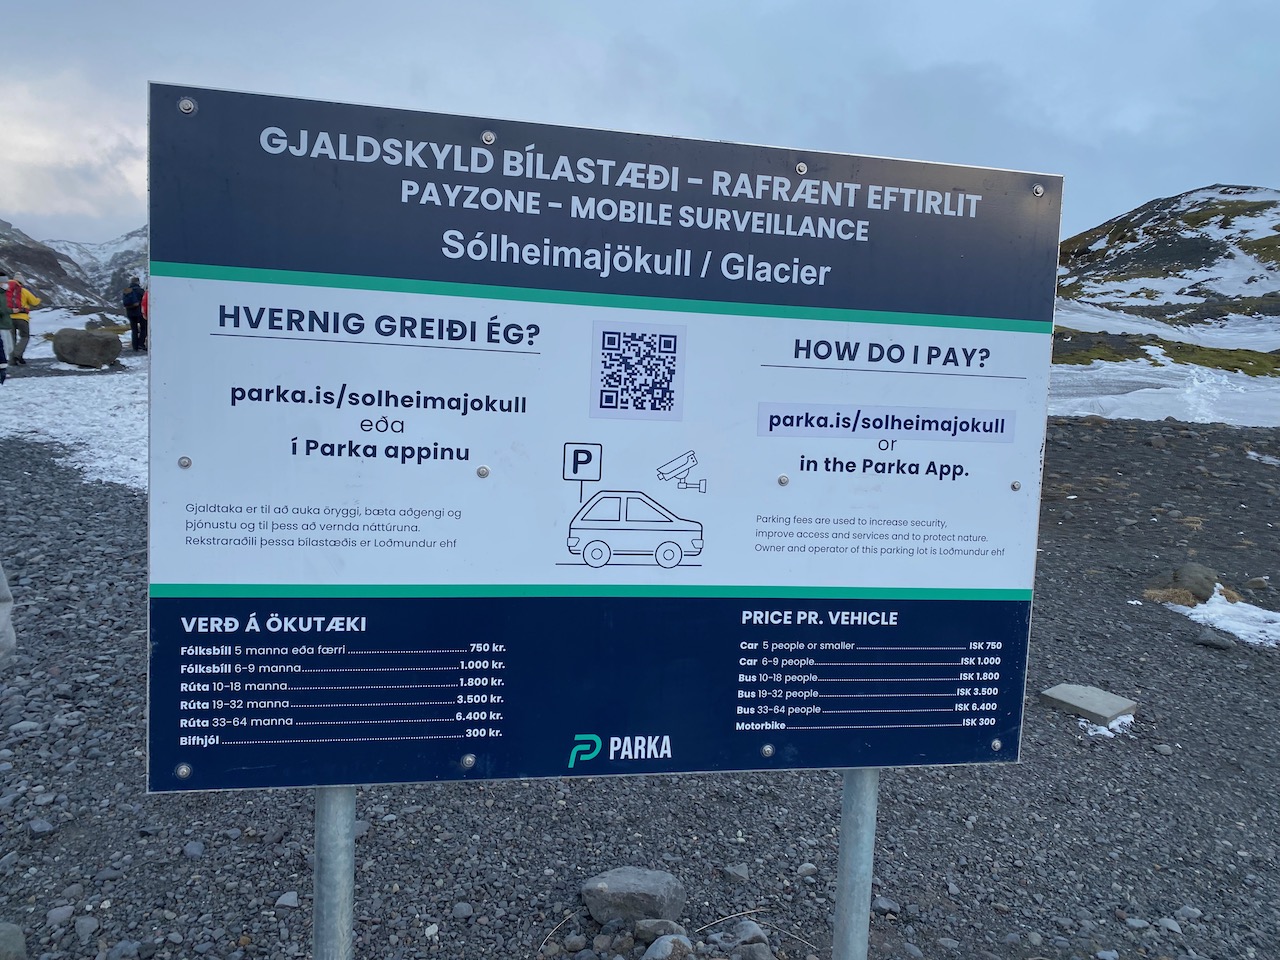 GJALDSKYLD BÍLASTÆÐI - RAFRÆNT EFTIRLIT
PAYZONE - MOBILE SURVEILLANCE
Sólheimajökull / Glacier
HVERNIG GREIÐI ÉG?
parka.is/solheimajokull
eða
í Parka appinu
Gjaldtaka er til að auka öryggi, bæta aðgengi og
þjónustu og til þess að vernda náttúruna.
Rekstraraðili þessa bílastæðis er Loðmundur ehf
P
HOW DO I PAY?
parka.is/solheimajokull
or
in the Parka App.
Parking fees are used to increase security,
improve access and services and to protect nature.
Owner and operator of this parking lot is Loðmundur ehf
VERÐ Á ÖKUTÆKI
Fólksbíll 5 manna eða færri 750 kr.
Fólksbíll 6-9 manna 1.000 kr.
Rúta 10-18 manna 1.800 kr.
Rúta 19-32 manna 3.500 kr.
Rúta 33-64 manna 6.400 kr.
Bifhjól 300 kr.
PARKA
PRICE PR. VEHICLE
Car 5 people or smaller ISK 750
Car 6-9 people ISK 1.000
Bus 10-18 people ISK 1.800
Bus 19-32 people ISK 3.500
Bus 33-64 people ISK 6.400
Motorbike ISK 300